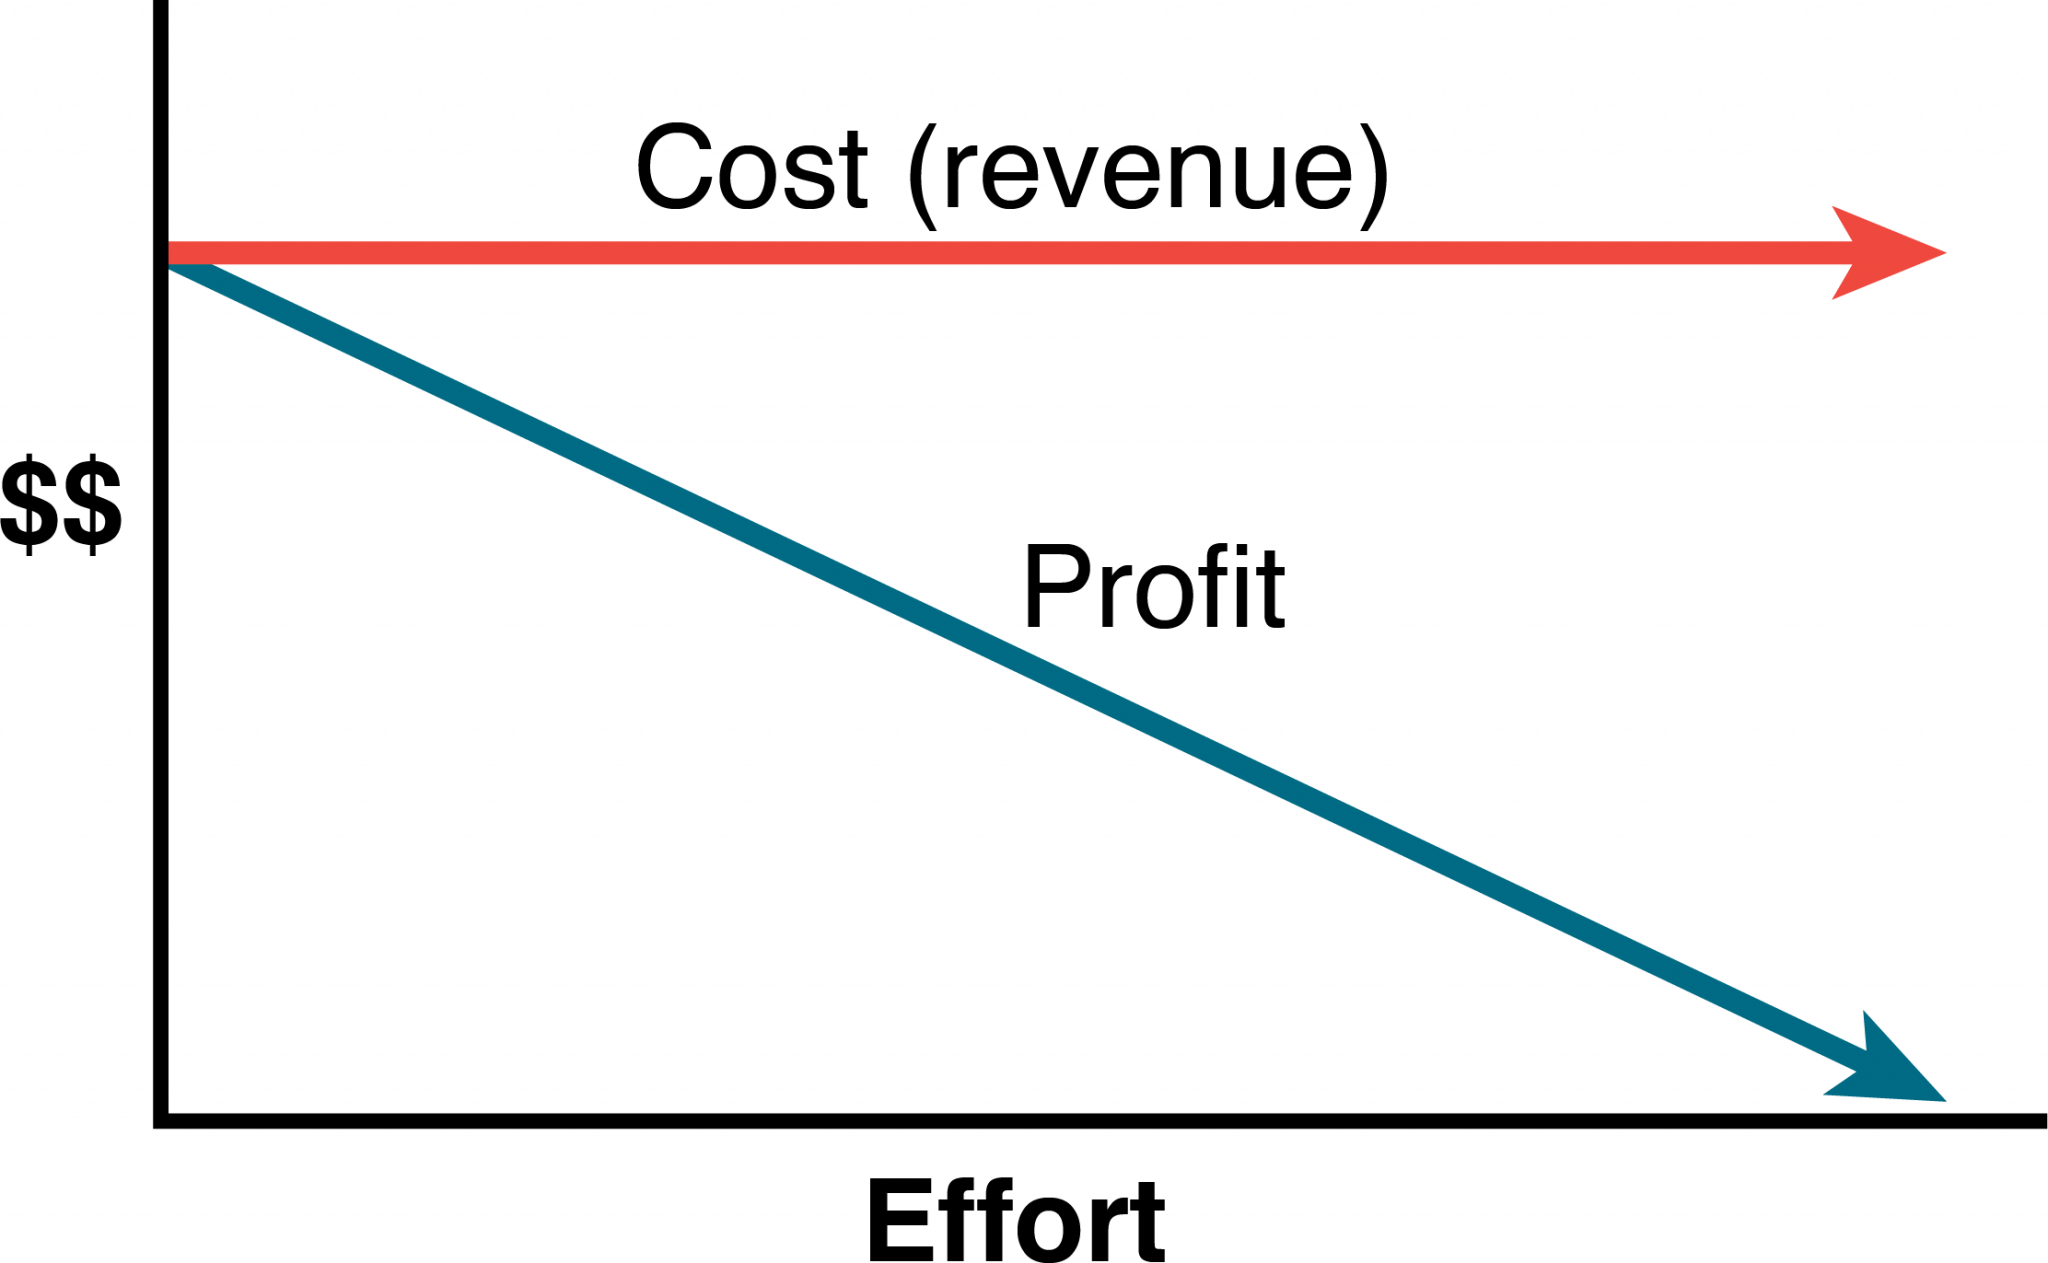 Cost (revenue)
$$
Profit
Effort